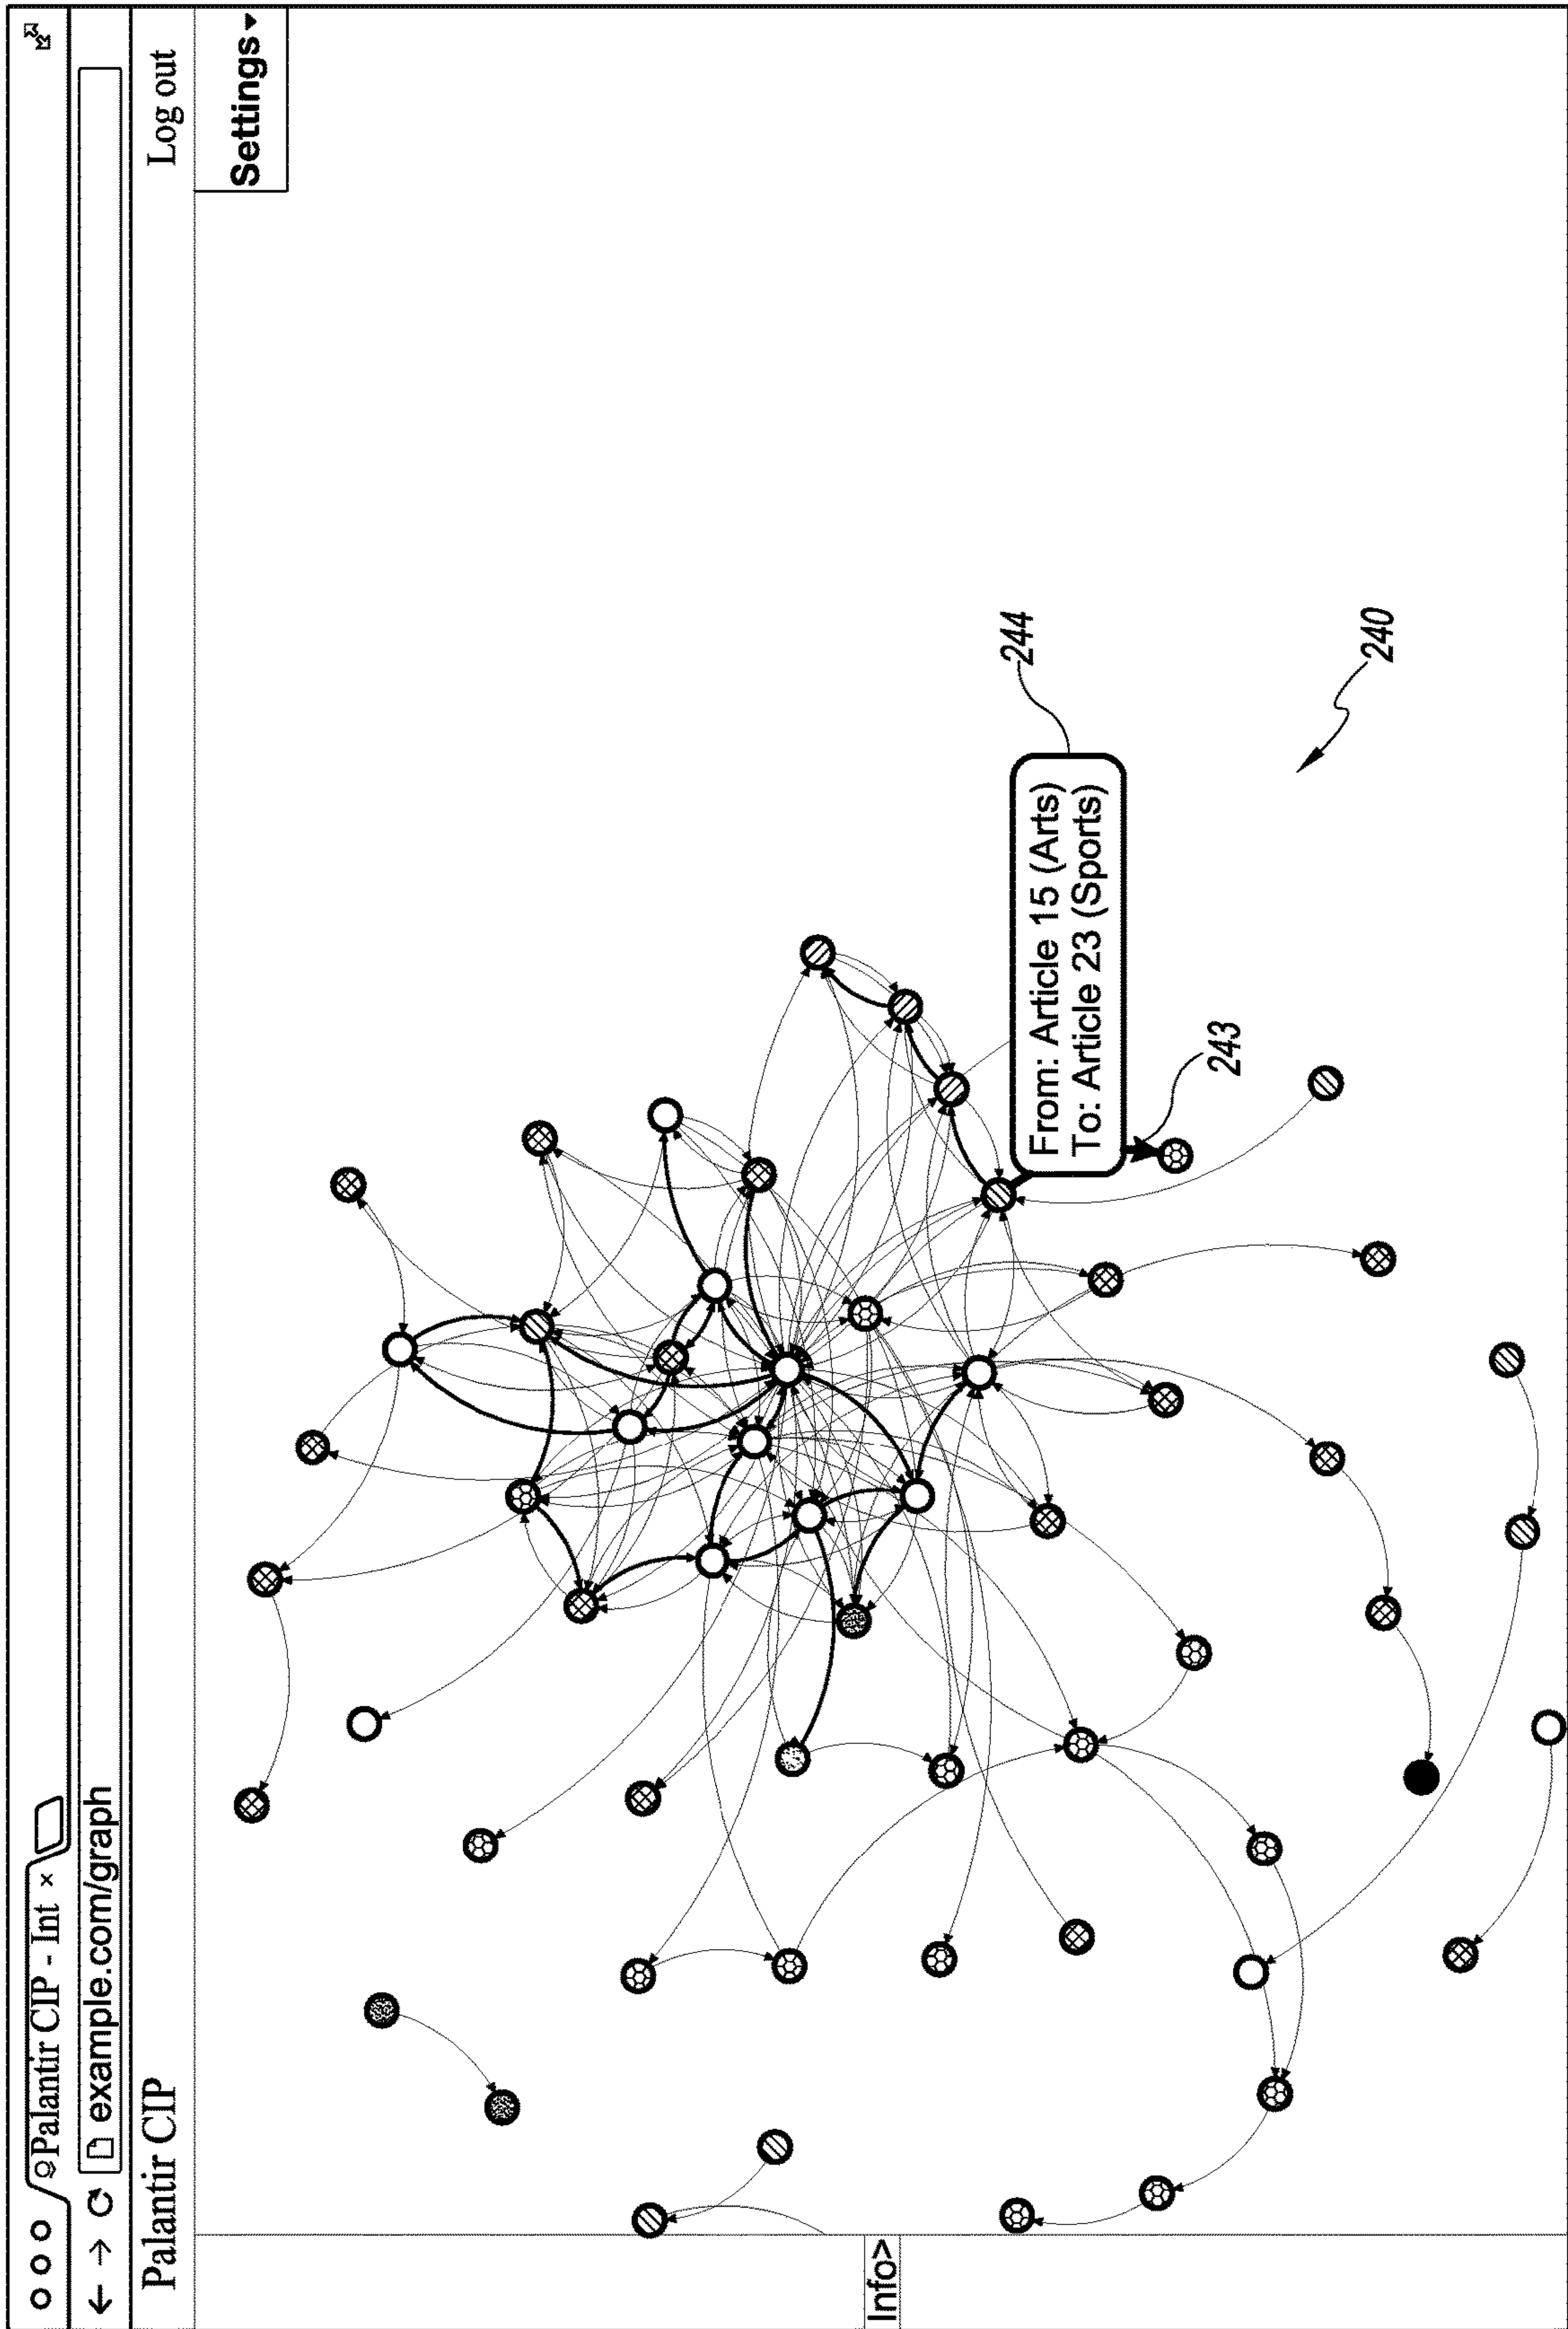 Palantir CIP - Int ×
example.com/graph
Palantir CIP
Log out
Settings
Info>
From: Article 15 (Arts)
To: Article 23 (Sports)
244
243
240